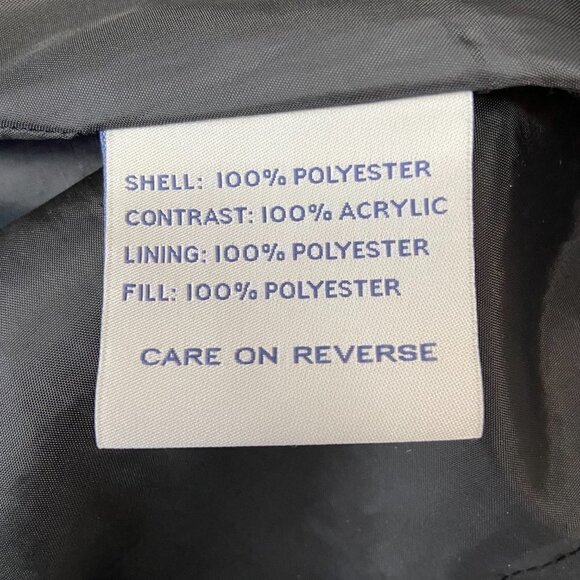 SHELL: 100% POLYESTER
CONTRAST: 100% ACRYLIC
LINING: 100% POLYESTER
FILL: 100% POLYESTER
CARE ON REVERSE